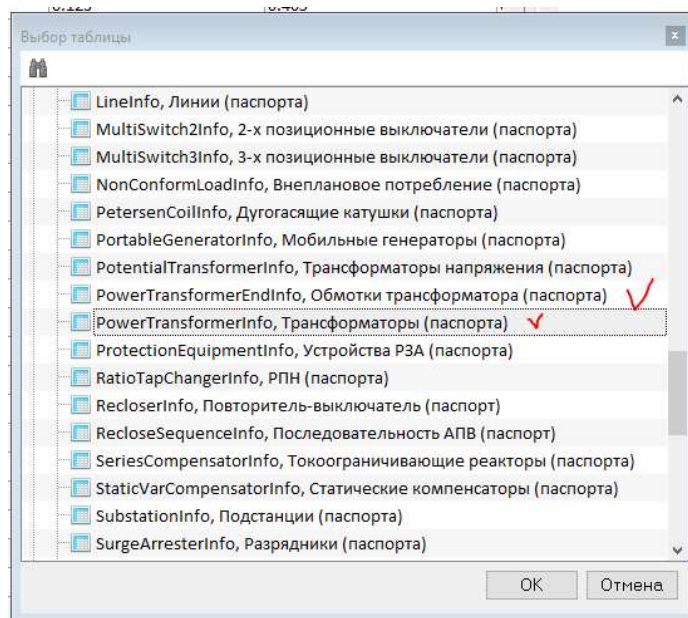 Выбор таблицы
x
LineInfo, Линии (паспорта)
MultiSwitch2Info, 2-х позиционные выключатели (паспорта)
MultiSwitch3Info, 3-х позиционные выключатели (паспорта)
NonConformLoadInfo, Внеплановое потребление (паспорта)
PetersenCoilInfo, Дугогасящие катушки (паспорта)
PortableGeneratorInfo, Мобильные генераторы (паспорта)
PotentialTransformerInfo, Трансформаторы напряжения (паспорта)
PowerTransformerEndInfo, Обмотки трансформатора (паспорта)
PowerTransformerInfo, Трансформаторы (паспорта)
ProtectionEquipmentInfo, Устройства РЗА (паспорта)
RatioTapChangerInfo, РПН (паспорта)
RecloserInfo, Повторитель-выключатель (паспорт)
RecloseSequenceInfo, Последовательность АПВ (паспорт)
SeriesCompensatorInfo, Токоограничивающие реакторы (паспорта)
StaticVarCompensatorInfo, Статические компенсаторы (паспорта)
SubstationInfo, Подстанции (паспорта)
SurgeArresterInfo, Разрядники (паспорта)
OK Отмена